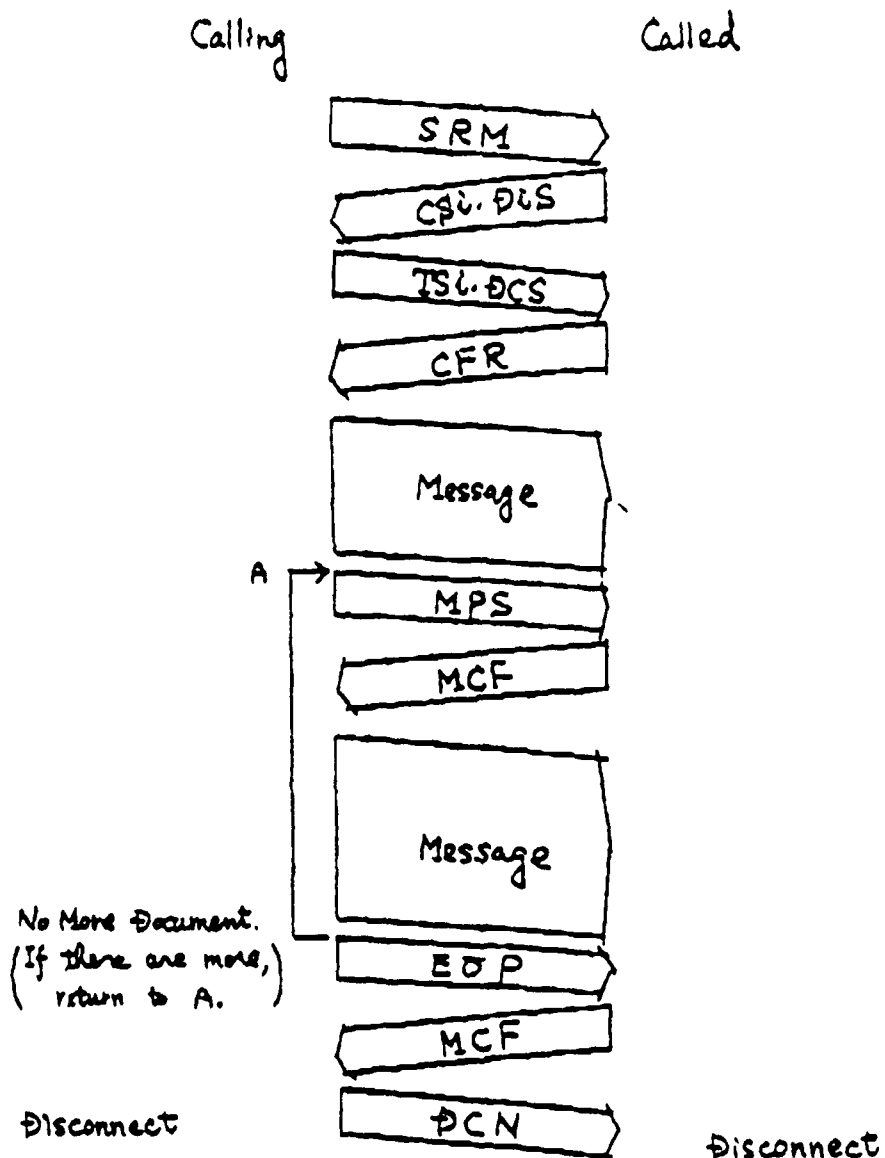 Calling
Called
SRM
CSi. DiS
TSi. DCS
CFR
Message
A
MPS
MCF
Message
No More Document.
(If there are more,
return to A.)
EOP
MCF
Disconnect
DCN
Disconnect